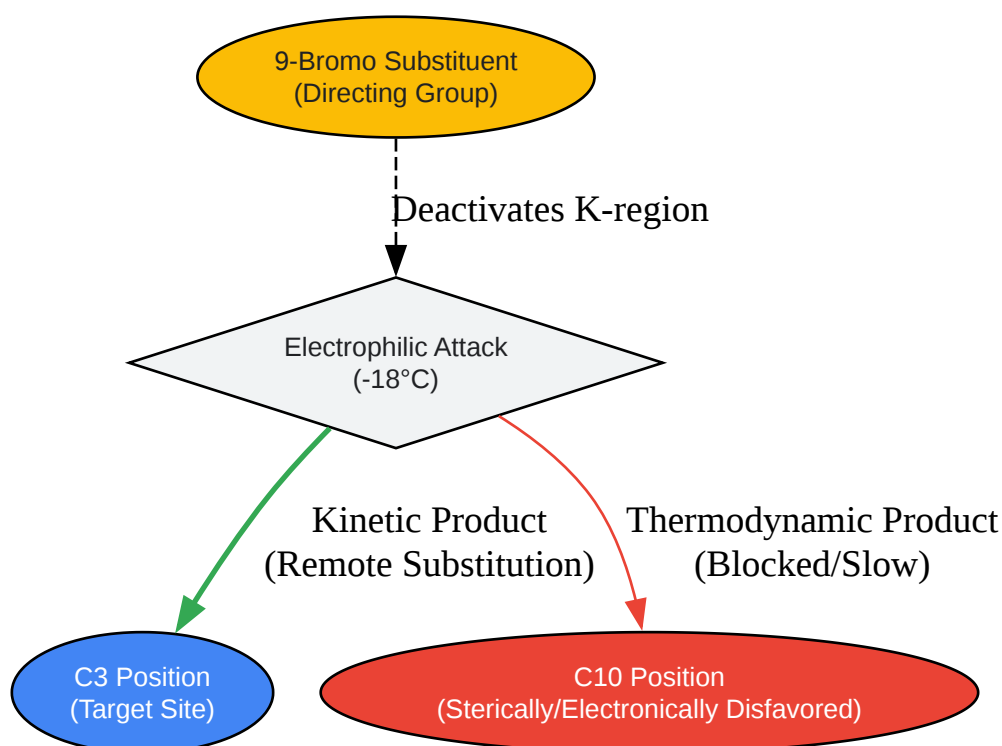 9-Bromo Substituent
(Directing Group)
Deactivates K-region
Electrophilic Attack
(-18°C)
Kinetic Product
(Remote Substitution)
Thermodynamic Product
(Blocked/Slow)
C3 Position
(Target Site)
C10 Position
(Sterically/Electronically Disfavored)